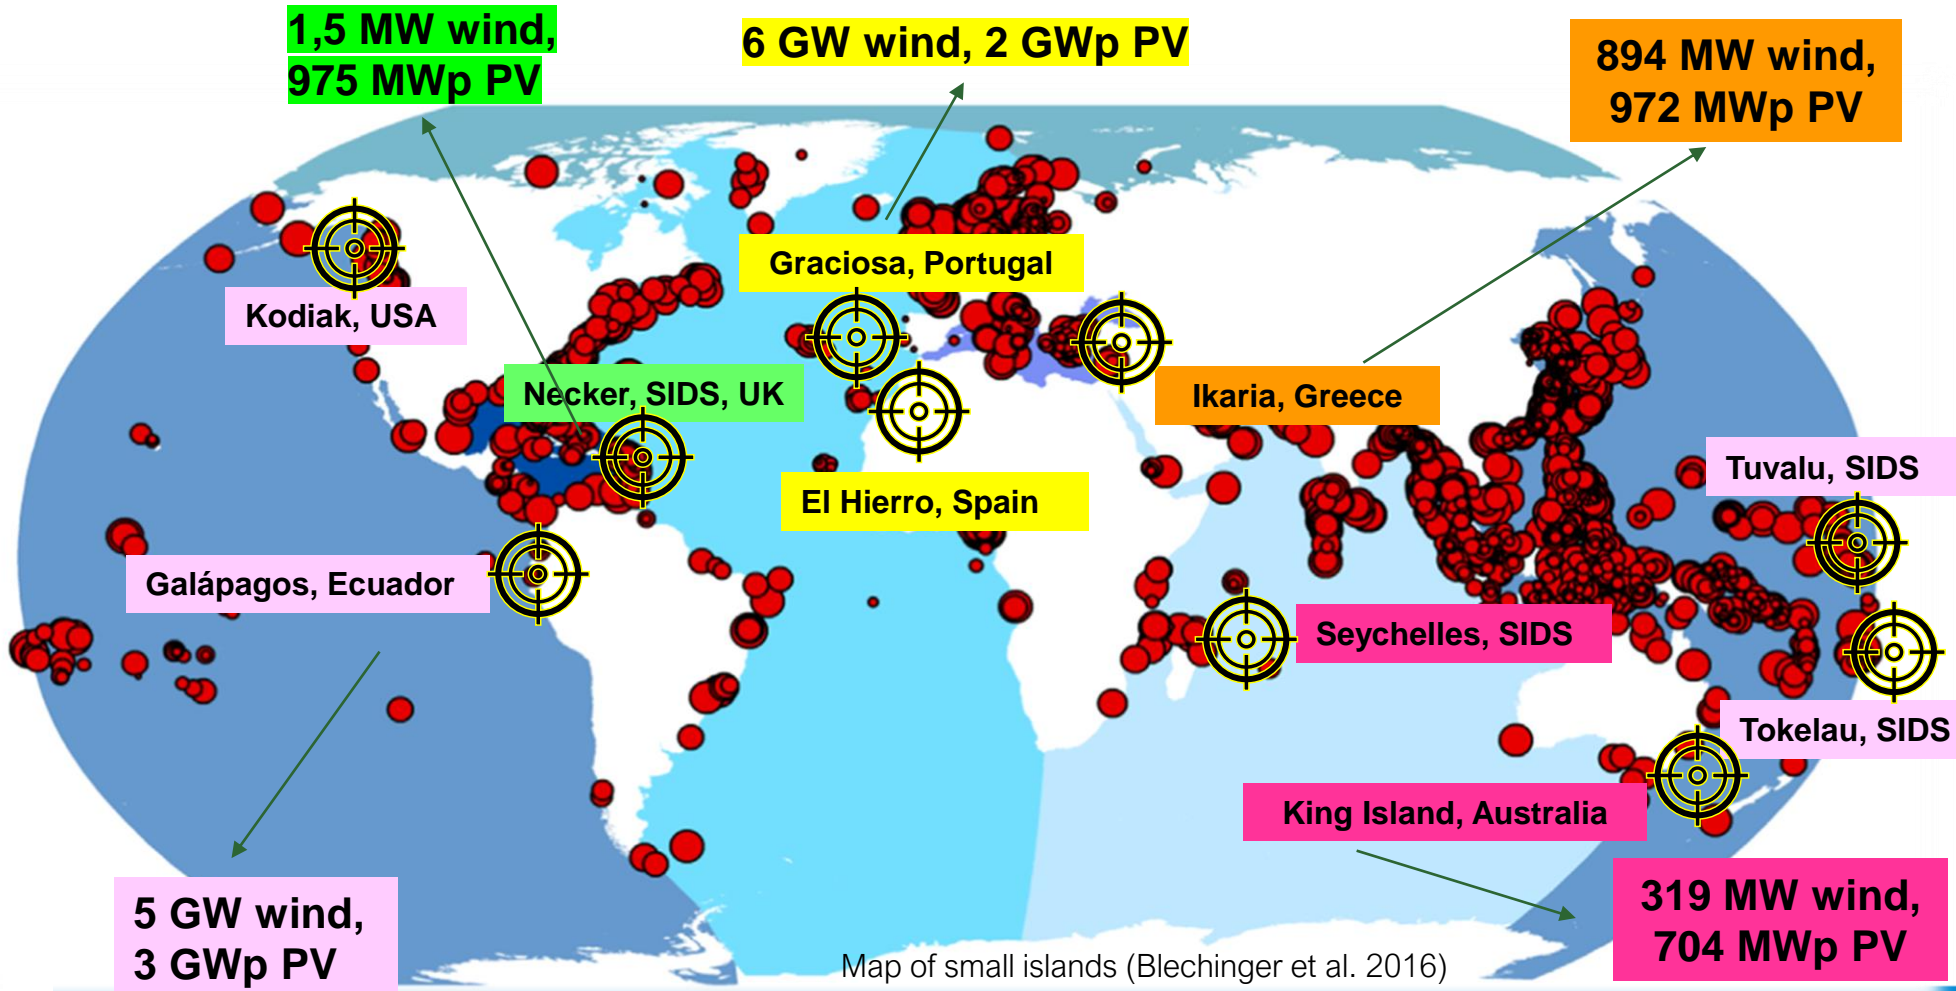 1,5 MW wind,
975 MWp PV
6 GW wind, 2 GWp PV
894 MW wind,
972 MWp PV
Graciosa, Portugal
Kodiak, USA
Necker, SIDS, UK
Ikaria, Greece
Tuvalu, SIDS
El Hierro, Spain
Galápagos, Ecuador
Seychelles, SIDS
Tokelau, SIDS
King Island, Australia
5 GW wind,
3 GWp PV
319 MW wind,
704 MWp PV
Map of small islands (Blechinger et al. 2016)